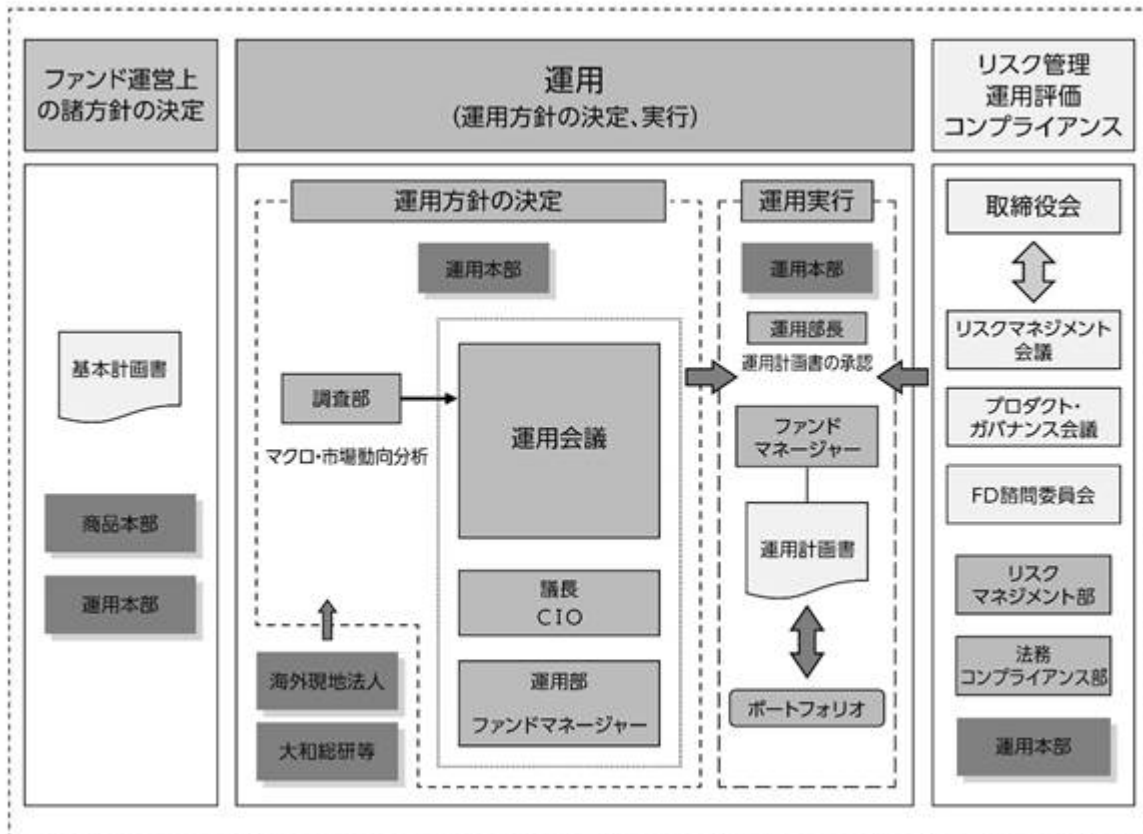 ファンド運営上
の諸方針の決定
運用
(運用方針の決定、実行)
リスク管理
運用評価
コンプライアンス
基本計画書
商品本部
運用本部
運用方針の決定
運用本部
調査部
マクロ・市場動向分析
運用会議
議長
CIO
運用部
ファンドマネージャー
海外現地法人
大和総研等
運用実行
運用本部
運用部長
運用計画書の承認
ファンド
マネージャー
運用計画書
ポートフォリオ
取締役会
リスクマネジメント
会議
プロダクト・
ガバナンス会議
FD諮問委員会
リスク
マネジメント部
法務
コンプライアンス部
運用本部